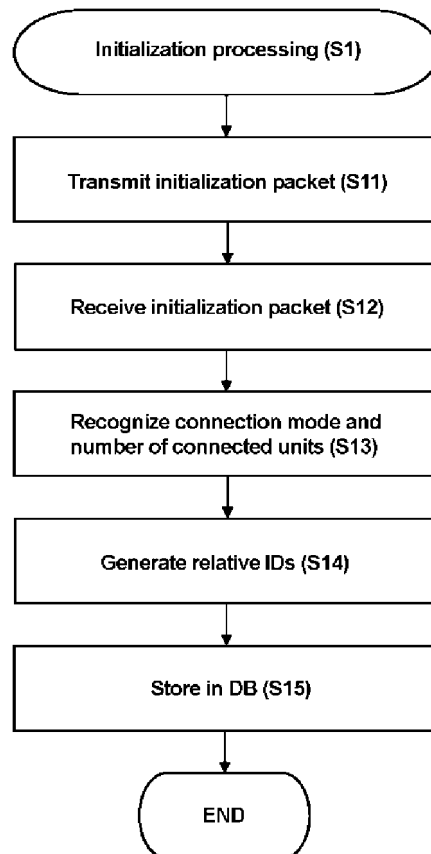 Initialization processing (S1)
Transmit initialization packet (S11)
Receive initialization packet (S12)
Recognize connection mode and
number of connected units (S13)
Generate relative IDs (S14)
Store in DB (S15)
END